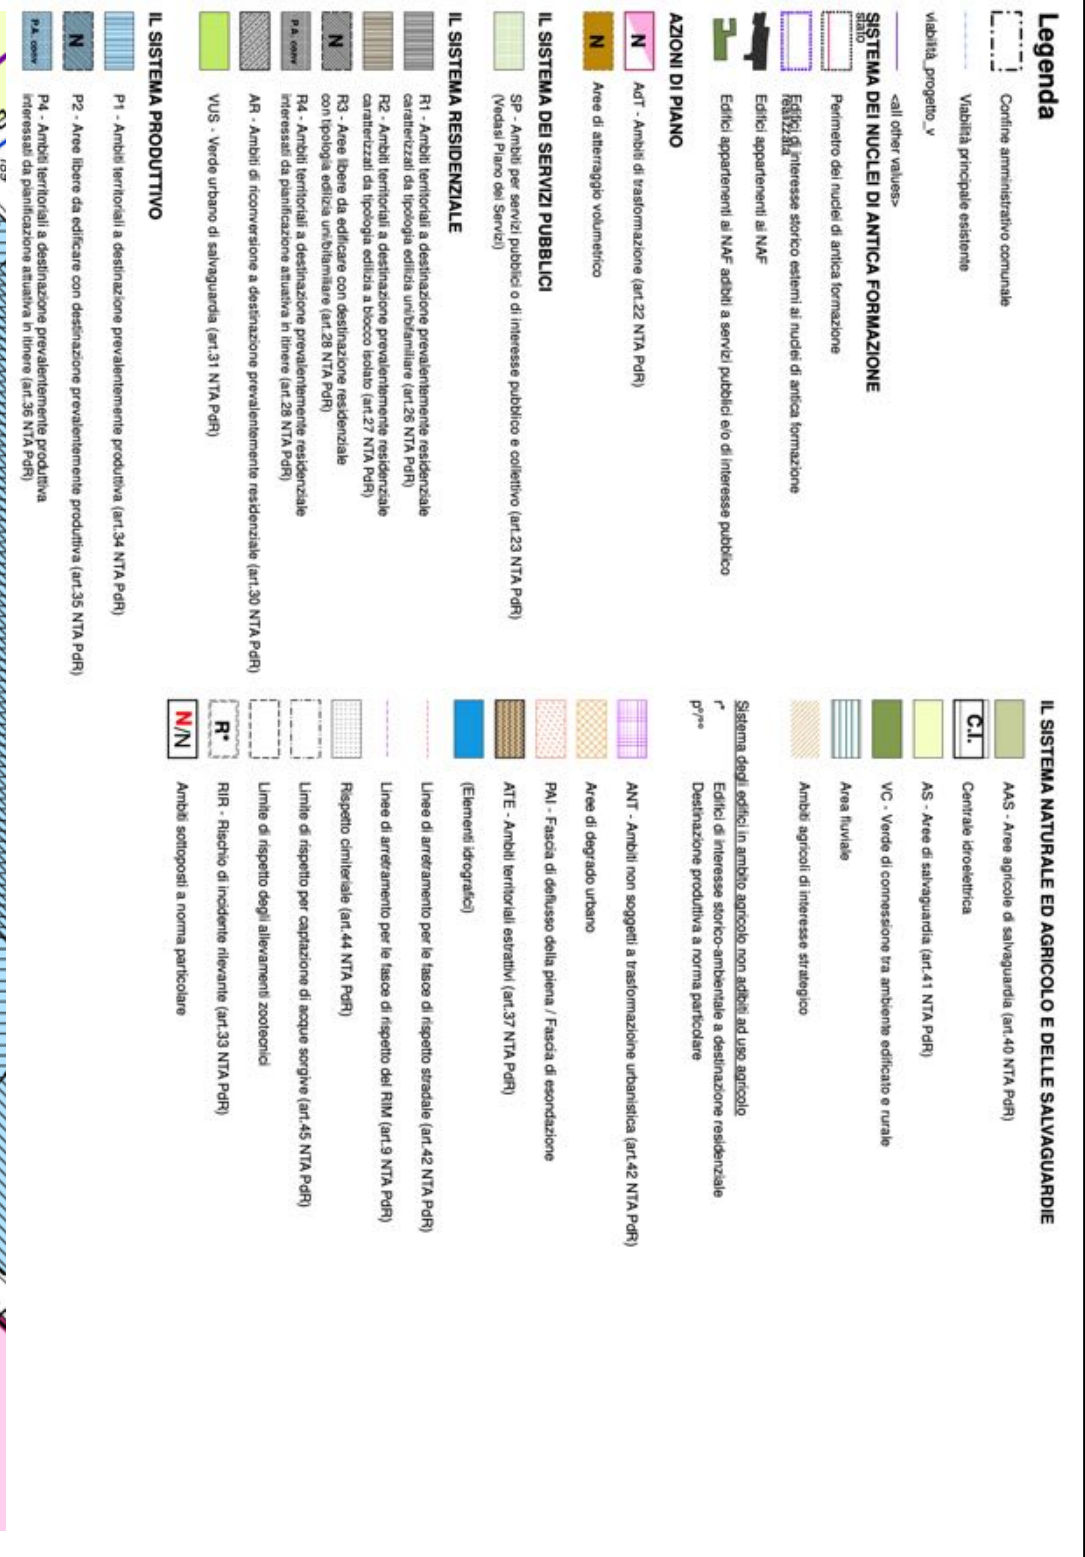 Legenda
Confine amministrativo comunale
Viabilità principale esistente
viabilità_progetto_v
<all other values>
stato
SISTEMA DEI NUCLEI DI ANTICA FORMAZIONE
Perimetro dei nuclei di antica formazione
realizzata
Edifici di interesse storico esterni ai nuclei di antica formazione
Edifici appartenenti ai NAF
Edifici appartenenti ai NAF adibiti a servizi pubblici e/o di interesse pubblico
AZIONI DI PIANO
N
AdT - Ambiti di trasformazione (art.22 NTA PdR)
N
Aree di atterraggio volumetrico
IL SISTEMA DEI SERVIZI PUBBLICI
SP - Ambiti per servizi pubblici o di interesse pubblico e collettivo (art.23 NTA PdR)
(Vedasi Piano dei Servizi)
IL SISTEMA RESIDENZIALE
R1 - Ambiti territoriali a destinazione prevalentemente residenziale
caratterizzati da tipologia edilizia uni/bifamiliare (art.26 NTA PdR)
R2 - Ambiti territoriali a destinazione prevalentemente residenziale
caratterizzati da tipologia edilizia a blocco isolato (art.27 NTA PdR)
N
R3 - Aree libere da edificare con destinazione residenziale
con tipologia edilizia uni/bifamiliare (art.28 NTA PdR)
P.A. conv
R4 - Ambiti territoriali a destinazione prevalentemente residenziale
interessati da pianificazione attuativa in itinere (art.28 NTA PdR)
AR - Ambiti di riconversione a destinazione prevalentemente residenziale (art.30 NTA PdR)
VUS - Verde urbano di salvaguardia (art.31 NTA PdR)
IL SISTEMA PRODUTTIVO
P1 - Ambiti territoriali a destinazione prevalentemente produttiva (art.34 NTA PdR)
N
P2 - Aree libere da edificare con destinazione prevalentemente produttiva (art.35 NTA PdR)
P.A. conv
P4 - Ambiti territoriali a destinazione prevalentemente produttiva
interessati da pianificazione attuativa in itinere (art.36 NTA PdR)
IL SISTEMA NATURALE ED AGRICOLO E DELLE SALVAGUARDIE
AAS - Aree agricole di salvaguardia (art.40 NTA PdR)
C.I.
Centrale idroelettrica
AS - Aree di salvaguardia (art.41 NTA PdR)
VC - Verde di connessione tra ambiente edificato e rurale
Area fluviale
Ambiti agricoli di interesse strategico
Sistema degli edifici in ambito agricolo non adibiti ad uso agricolo
r* Edifici di interesse storico-ambientale a destinazione residenziale
p°/°° Destinazione produttiva a norma particolare
ANT - Ambiti non soggetti a trasformazioine urbanistica (art.42 NTA PdR)
Aree di degrado urbano
PAI - Fascia di deflusso della piena / Fascia di esondazione
ATE - Ambiti territoriali estrattivi (art.37 NTA PdR)
(Elementi idrografici)
Linee di arretramento per le fasce di rispetto stradale (art.42 NTA PdR)
Linee di arretramento per le fasce di rispetto del RIM (art.9 NTA PdR)
Rispetto cimiteriale (art.44 NTA PdR)
Limite di rispetto per captazione di acque sorgive (art.45 NTA PdR)
Limite di rispetto degli allevamenti zootecnici
R*
RIR - Rischio di incidente rilevante (art.33 NTA PdR)
N/N
Ambiti sottoposti a norma particolare